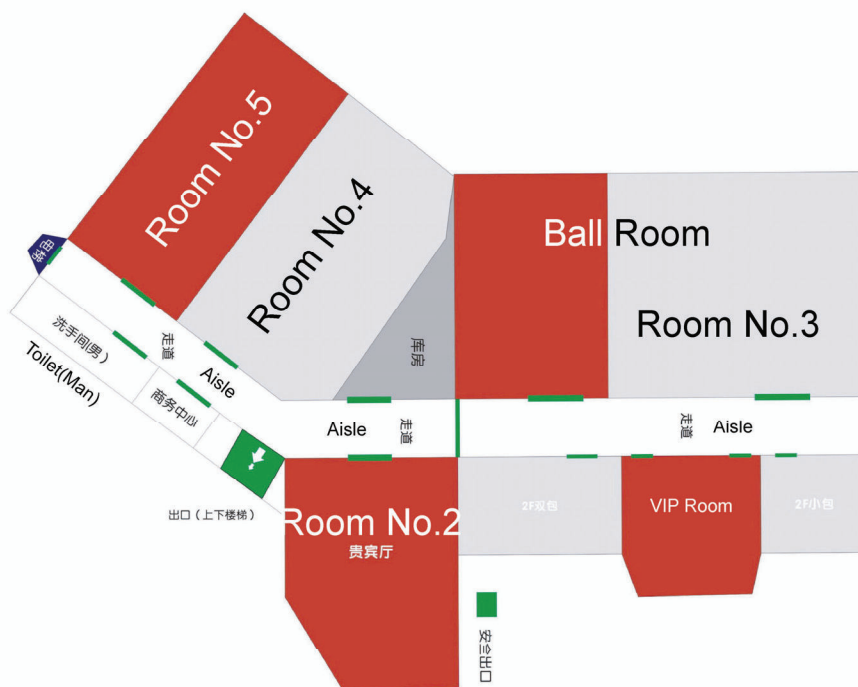 Room No.5
Room No.4
Ball Room
Room No.3
电梯
洗手间(男)
Toilet(Man)
走道
Aisle
商务中心
库房
Aisle
走道
走道
Aisle
出口(上下楼梯)
Room No.2
贵宾厅
2F双包
VIP Room
2F小包
安全出口